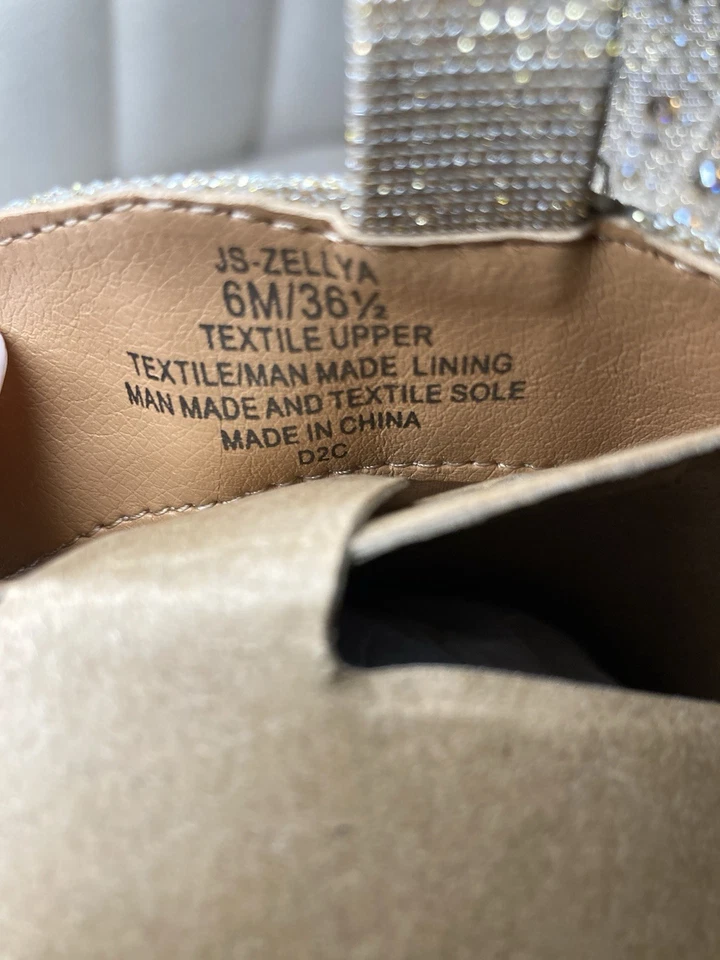 JS-ZELLYA
6M/36½
TEXTILE UPPER
TEXTILE/MAN MADE LINING
MAN MADE AND TEXTILE SOLE
MADE IN CHINA
D2C